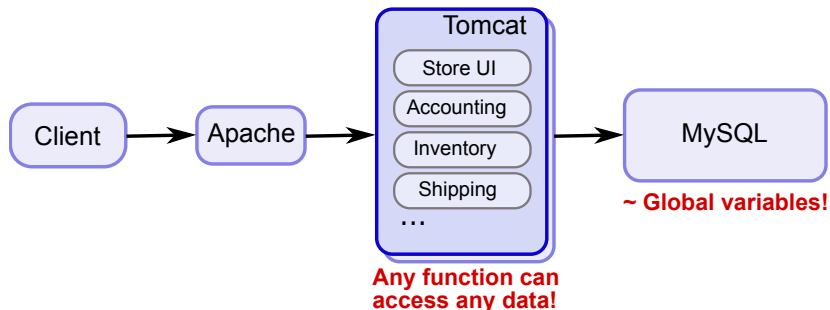 Tomcat
Store UI
Accounting
Inventory
Shipping
...
Client
Apache
MySQL
~ Global variables!
Any function can
access any data!